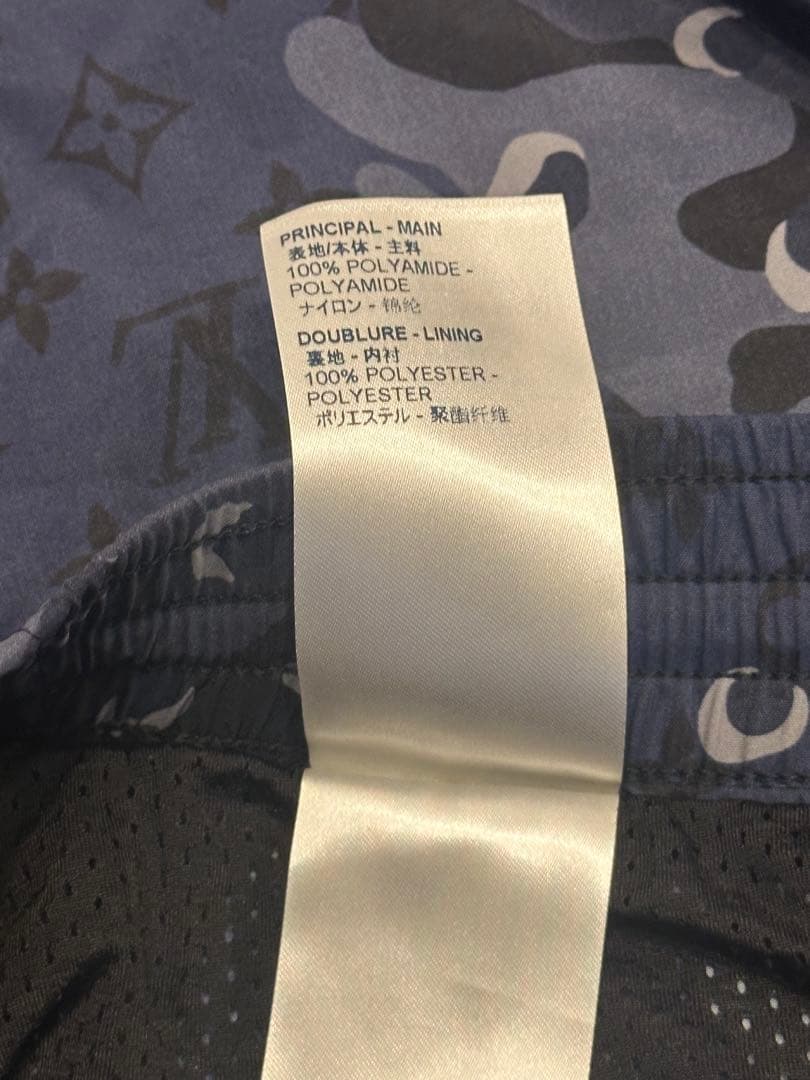 PRINCIPAL - MAIN
表地/本体 - 主料
100% POLYAMIDE -
POLYAMIDE
ナイロン - 锦纶
DOUBLURE - LINING
裏地 - 内衬
100% POLYESTER -
POLYESTER
ポリエステル - 聚酯纤维